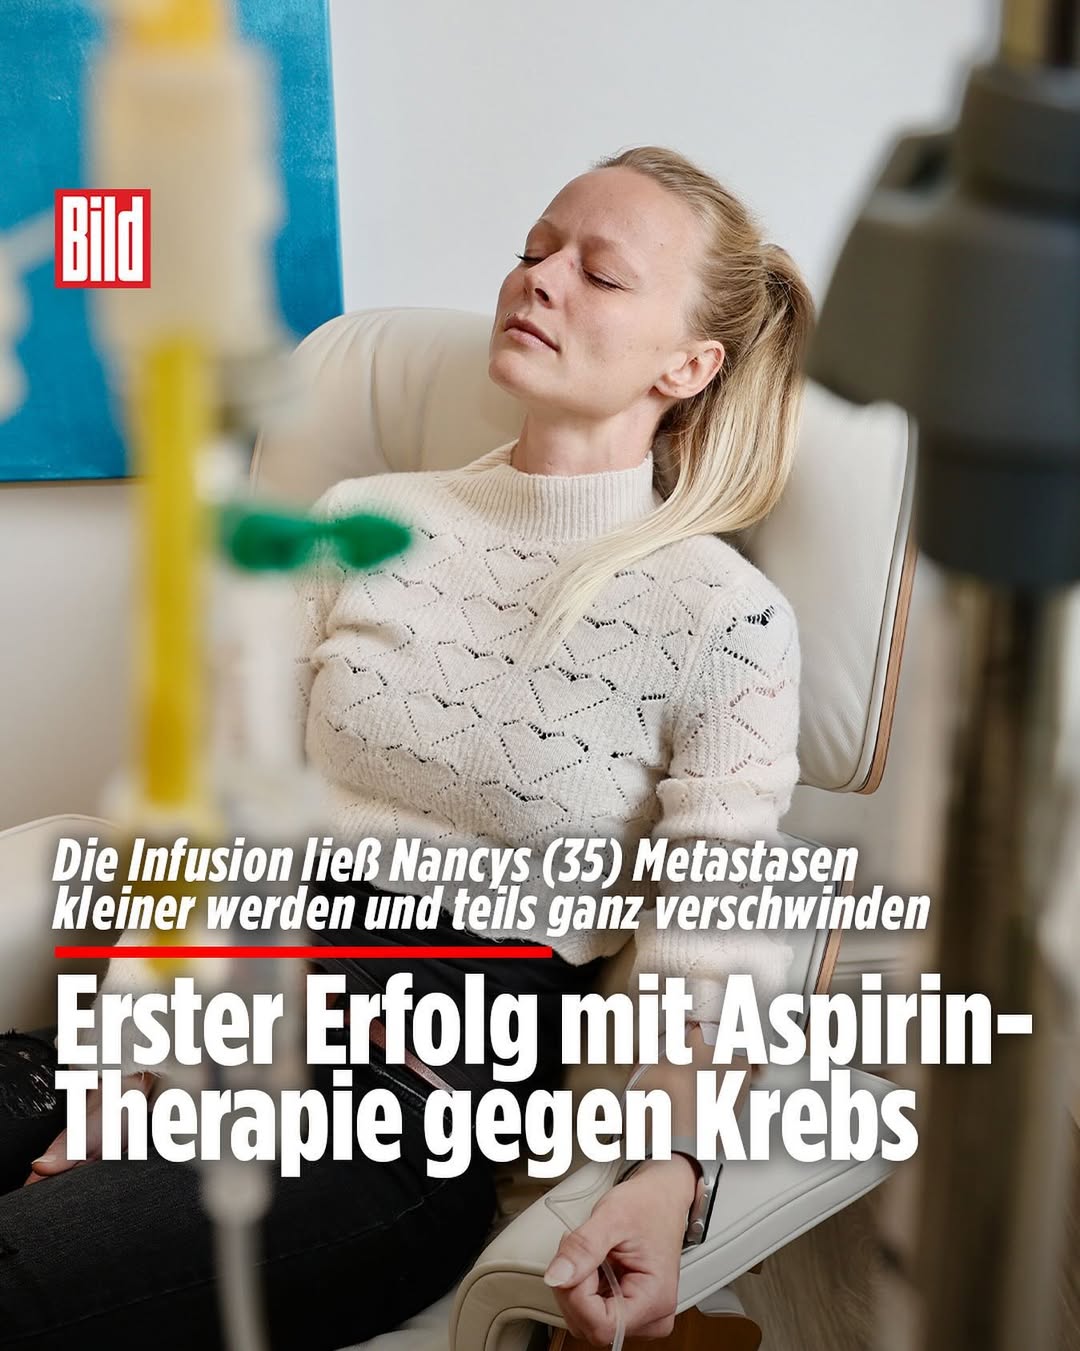 Bild
Die Infusion ließ Nancys (35) Metastasen
kleiner werden und teils ganz verschwinden
Erster Erfolg mit Aspirin-
Therapie gegen Krebs